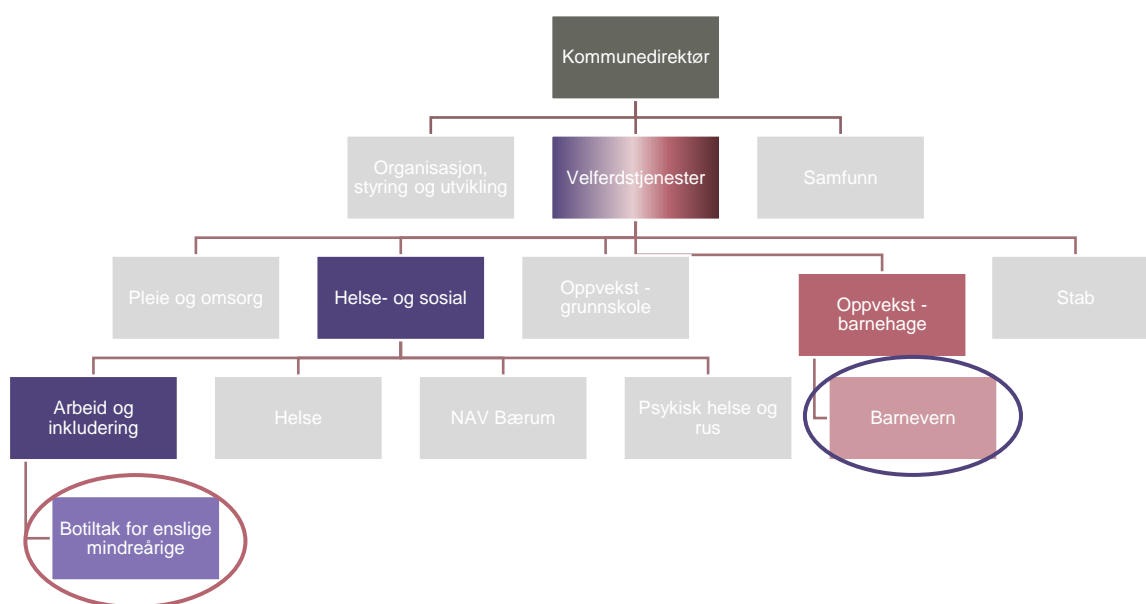 Kommunedirektør
Organisasjon,
styring og utvikling
Velferdstjenester
Samfunn
Pleie og omsorg
Helse- og sosial
Oppvekst -
grunnskole
Oppvekst -
barnehage
Stab
Arbeid og
inkludering
Helse
NAV Bærum
Psykisk helse og
rus
Barnevern
Botiltak for enslige
mindreårige